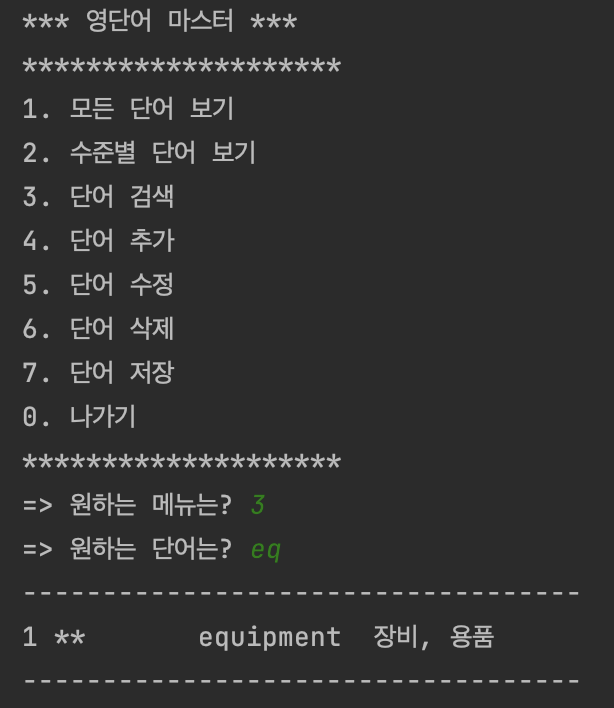 *** 영단어 마스터 ***
********************
1. 모든 단어 보기
2. 수준별 단어 보기
3. 단어 검색
4. 단어 추가
5. 단어 수정
6. 단어 삭제
7. 단어 저장
0. 나가기
********************
=> 원하는 메뉴는? 3
=> 원하는 단어는? eq
-----------------------------------
1 **       equipment  장비, 용품
-----------------------------------